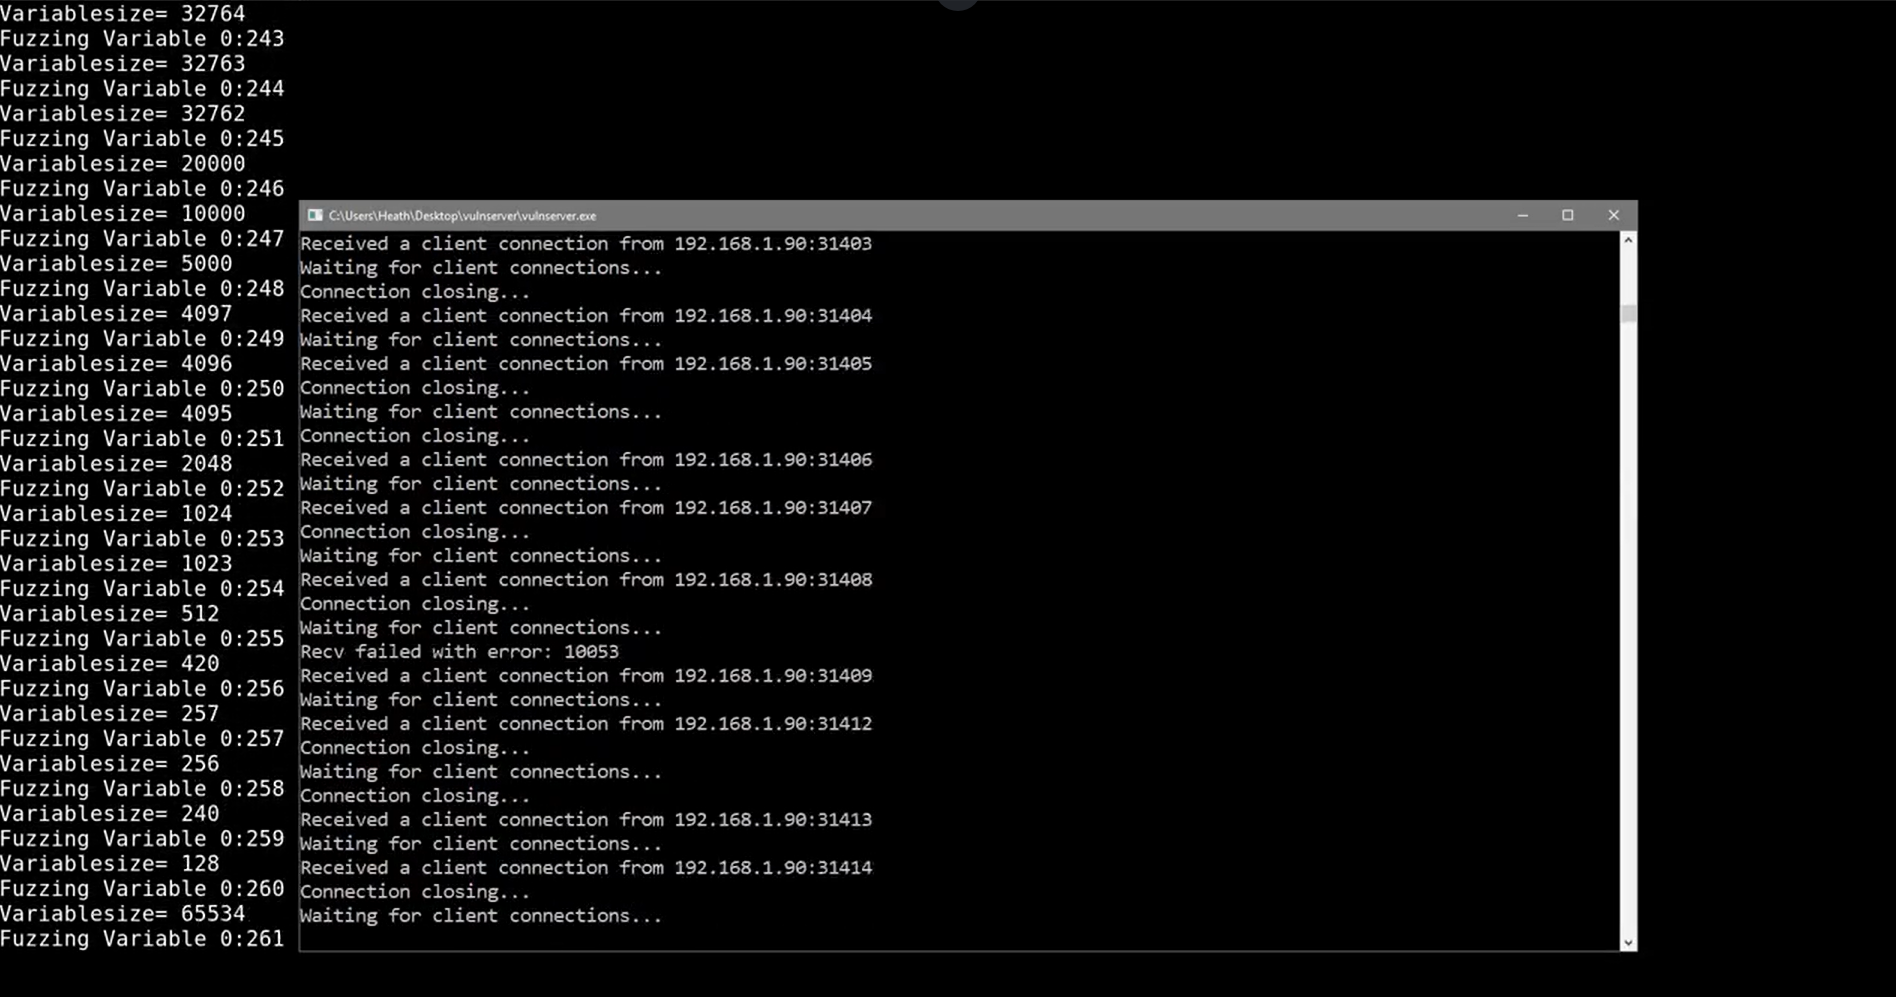 Variablesize= 32764
Fuzzing Variable 0:243
Variablesize= 32763
Fuzzing Variable 0:244
Variablesize= 32762
Fuzzing Variable 0:245
Variablesize= 20000
Fuzzing Variable 0:246
Variablesize= 10000
Fuzzing Variable 0:247
Variablesize= 5000
Fuzzing Variable 0:248
Variablesize= 4097
Fuzzing Variable 0:249
Variablesize= 4096
Fuzzing Variable 0:250
Variablesize= 4095
Fuzzing Variable 0:251
Variablesize= 2048
Fuzzing Variable 0:252
Variablesize= 1024
Fuzzing Variable 0:253
Variablesize= 1023
Fuzzing Variable 0:254
Variablesize= 512
Fuzzing Variable 0:255
Variablesize= 420
Fuzzing Variable 0:256
Variablesize= 257
Fuzzing Variable 0:257
Variablesize= 256
Fuzzing Variable 0:258
Variablesize= 240
Fuzzing Variable 0:259
Variablesize= 128
Fuzzing Variable 0:260
Variablesize= 65534
Fuzzing Variable 0:261
C:\Users\Heath\Desktop\vulnserver\vulnserver.exe
Received a client connection from 192.168.1.90:31403
Waiting for client connections...
Connection closing...
Received a client connection from 192.168.1.90:31404
Waiting for client connections...
Received a client connection from 192.168.1.90:31405
Connection closing...
Waiting for client connections...
Connection closing...
Received a client connection from 192.168.1.90:31406
Waiting for client connections...
Received a client connection from 192.168.1.90:31407
Connection closing...
Waiting for client connections...
Received a client connection from 192.168.1.90:31408
Connection closing...
Waiting for client connections...
Recv failed with error: 10053
Received a client connection from 192.168.1.90:31409
Waiting for client connections...
Received a client connection from 192.168.1.90:31412
Connection closing...
Waiting for client connections...
Connection closing...
Received a client connection from 192.168.1.90:31413
Waiting for client connections...
Received a client connection from 192.168.1.90:31414
Connection closing...
Waiting for client connections...